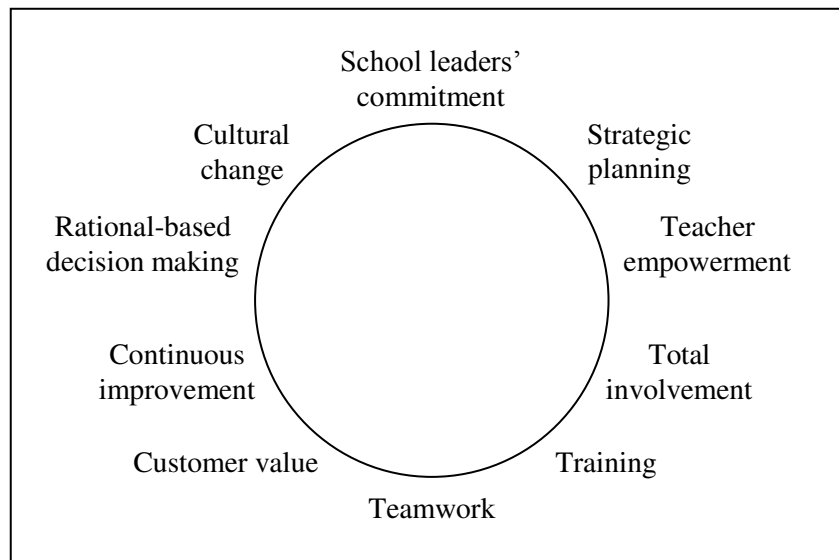 School leaders’
commitment
Strategic
planning
Teacher
empowerment
Total
involvement
Training
Teamwork
Customer value
Continuous
improvement
Rational-based
decision making
Cultural
change